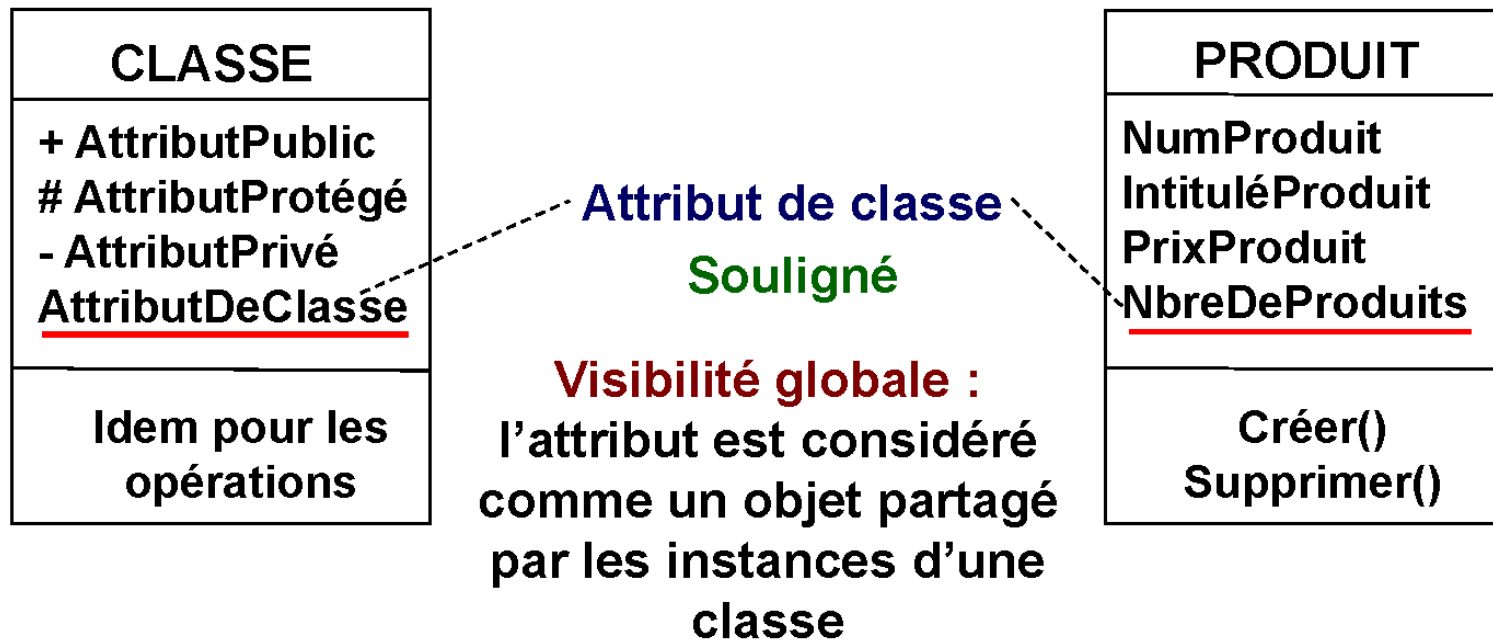 CLASSE
+ AttributPublic
# AttributProtégé
- AttributPrivé
AttributDeClasse
Idem pour les
opérations
Attribut de classe
Souligné
Visibilité globale :
l’attribut est considéré
comme un objet partagé
par les instances d’une
classe
PRODUIT
NumProduit
IntituléProduit
PrixProduit
NbreDeProduits
Créer()
Supprimer()